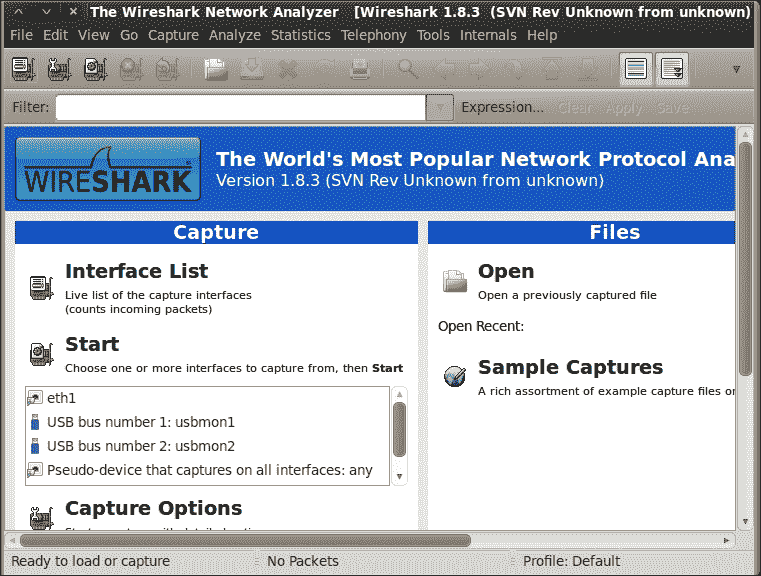 The Wireshark Network Analyzer [Wireshark 1.8.3 (SVN Rev Unknown from unknown)
File Edit View Go Capture Analyze Statistics Telephony Tools Internals Help
Filter: Expression... Clear Apply Save
WIRESHARK
The World's Most Popular Network Protocol Ana
Version 1.8.3 (SVN Rev Unknown from unknown)
Capture
Interface List
Live list of the capture interfaces
(counts incoming packets)
Start
Choose one or more interfaces to capture from, then Start
eth1
USB bus number 1: usbmon1
USB bus number 2: usbmon2
Pseudo-device that captures on all interfaces: any
Capture Options
Files
Open
Open a previously captured file
Open Recent:
Sample Captures
A rich assortment of example capture files on
Ready to load or capture No Packets Profile: Default